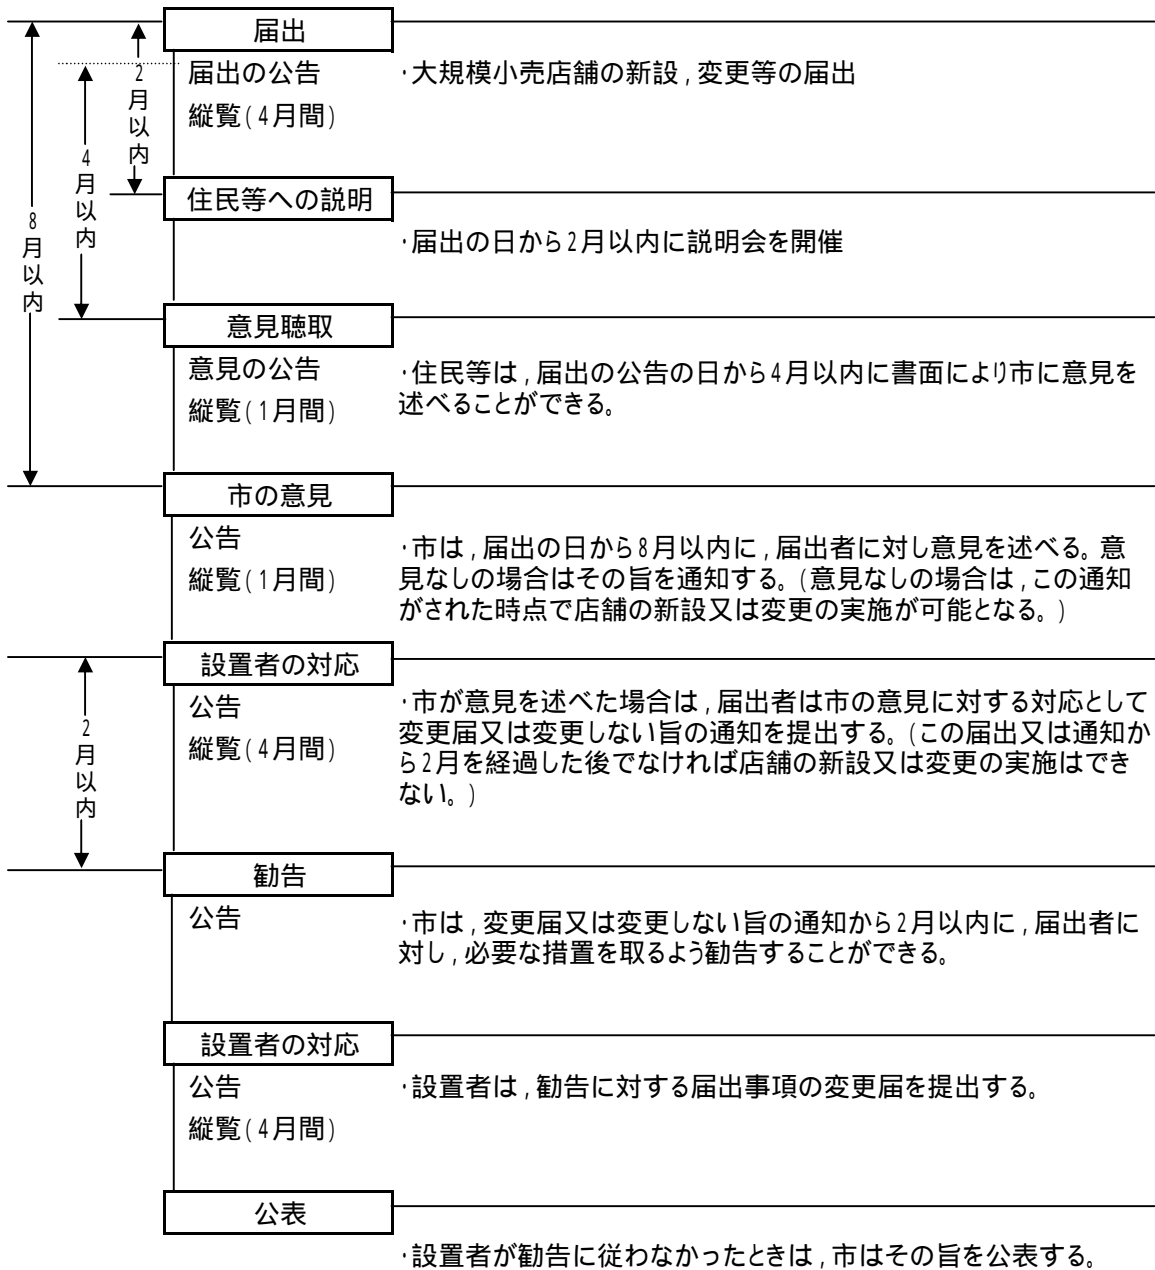 届出
届出の公告
縦覧(4月間)
・大規模小売店舗の新設,変更等の届出
2月以内
4月以内
8月以内
住民等への説明
・届出の日から2月以内に説明会を開催
意見聴取
意見の公告
縦覧(1月間)
・住民等は,届出の公告の日から4月以内に書面により市に意見を
述べることができる。
市の意見
公告
縦覧(1月間)
・市は,届出の日から8月以内に,届出者に対し意見を述べる。意
見なしの場合はその旨を通知する。(意見なしの場合は,この通知
がされた時点で店舗の新設又は変更の実施が可能となる。)
設置者の対応
公告
縦覧(4月間)
・市が意見を述べた場合は,届出者は市の意見に対する対応として
変更届又は変更しない旨の通知を提出する。(この届出又は通知か
ら2月を経過した後でなければ店舗の新設又は変更の実施はでき
ない。)
2月以内
勧告
公告
・市は,変更届又は変更しない旨の通知から2月以内に,届出者に
対し,必要な措置を取るよう勧告することができる。
設置者の対応
公告
縦覧(4月間)
・設置者は,勧告に対する届出事項の変更届を提出する。
公表
・設置者が勧告に従わなかったときは,市はその旨を公表する。